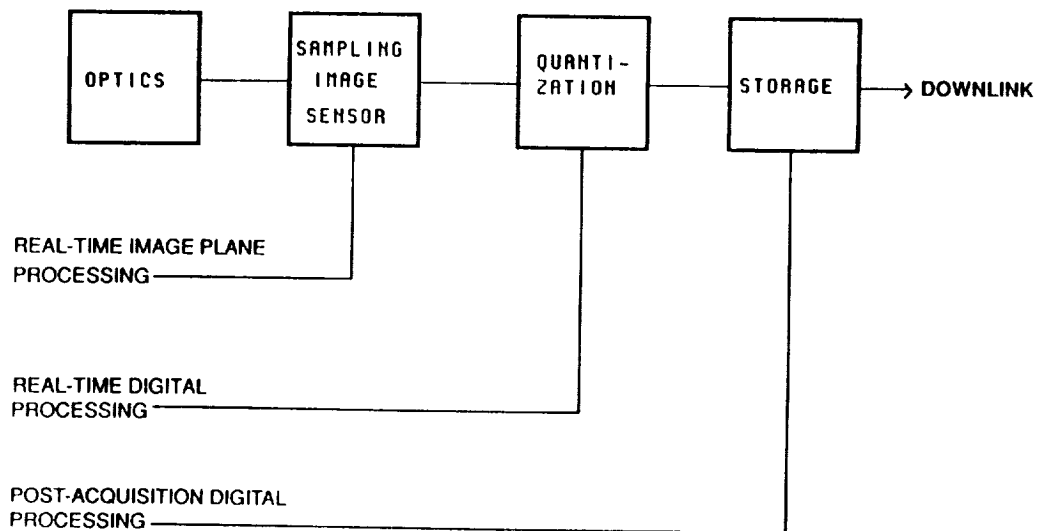 OPTICS
SAMPLING
IMAGE
SENSOR
QUANTI-
ZATION
STORAGE
DOWNLINK
REAL-TIME IMAGE PLANE
PROCESSING
REAL-TIME DIGITAL
PROCESSING
POST-ACQUISITION DIGITAL
PROCESSING